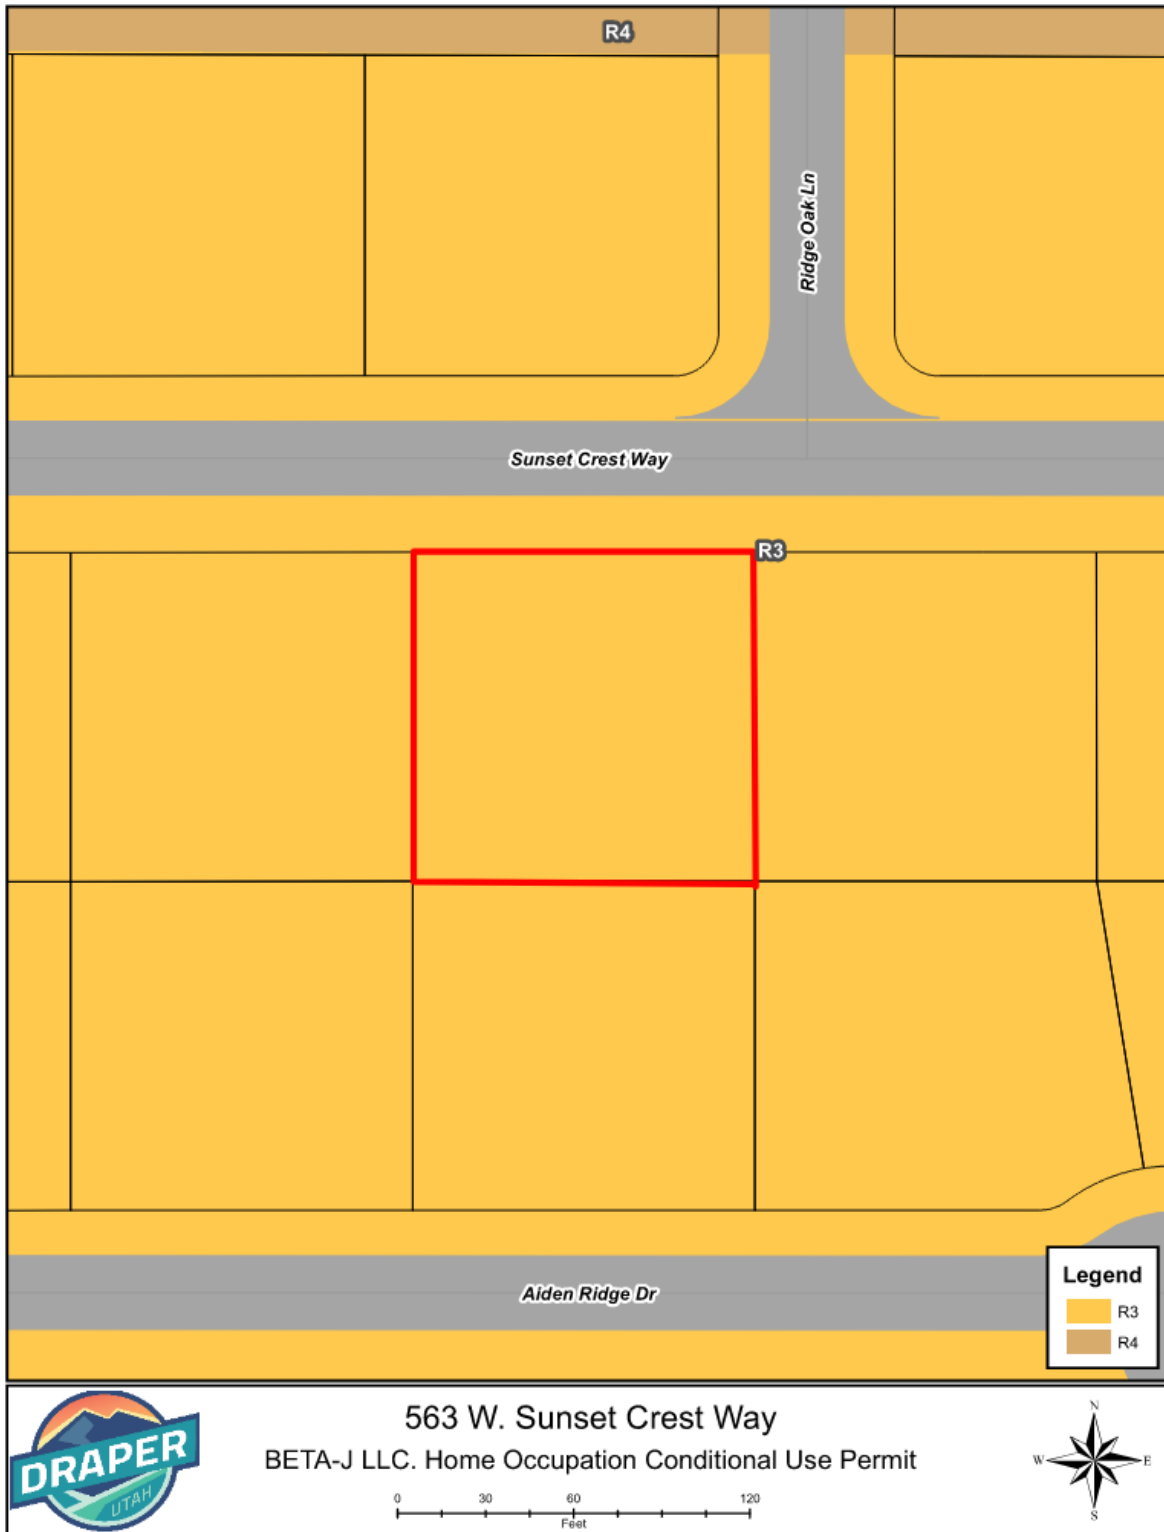 R4
Ridge Oak Ln
Sunset Crest Way
R3
Aiden Ridge Dr
Legend
R3
R4
DRAPER
UTAH
563 W. Sunset Crest Way
BETA-J LLC. Home Occupation Conditional Use Permit
0 30 60 120
Feet
N
W E
S